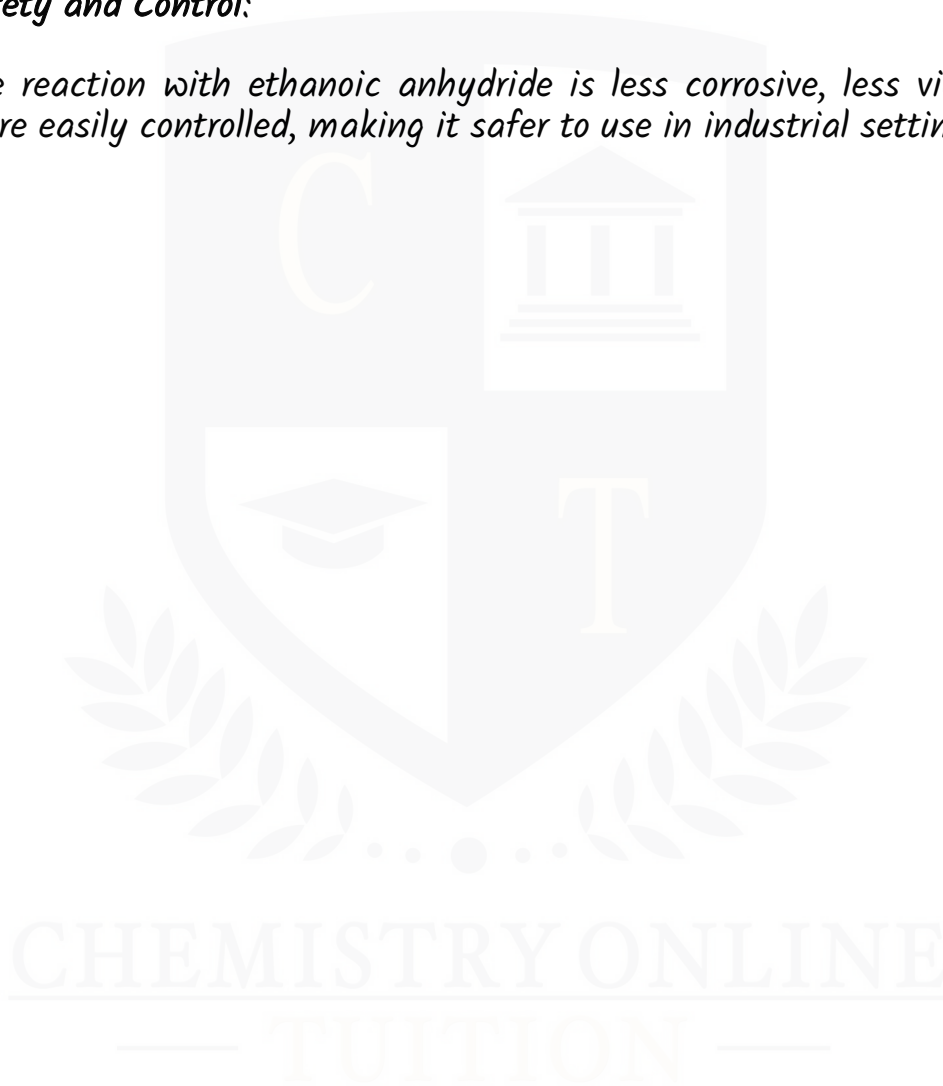 ety and Control:
reaction with ethanoic anhydride is less corrosive, less vi
re easily controlled, making it safer to use in industrial settin
C
T
CHEMISTRY ONLINE
TUITION